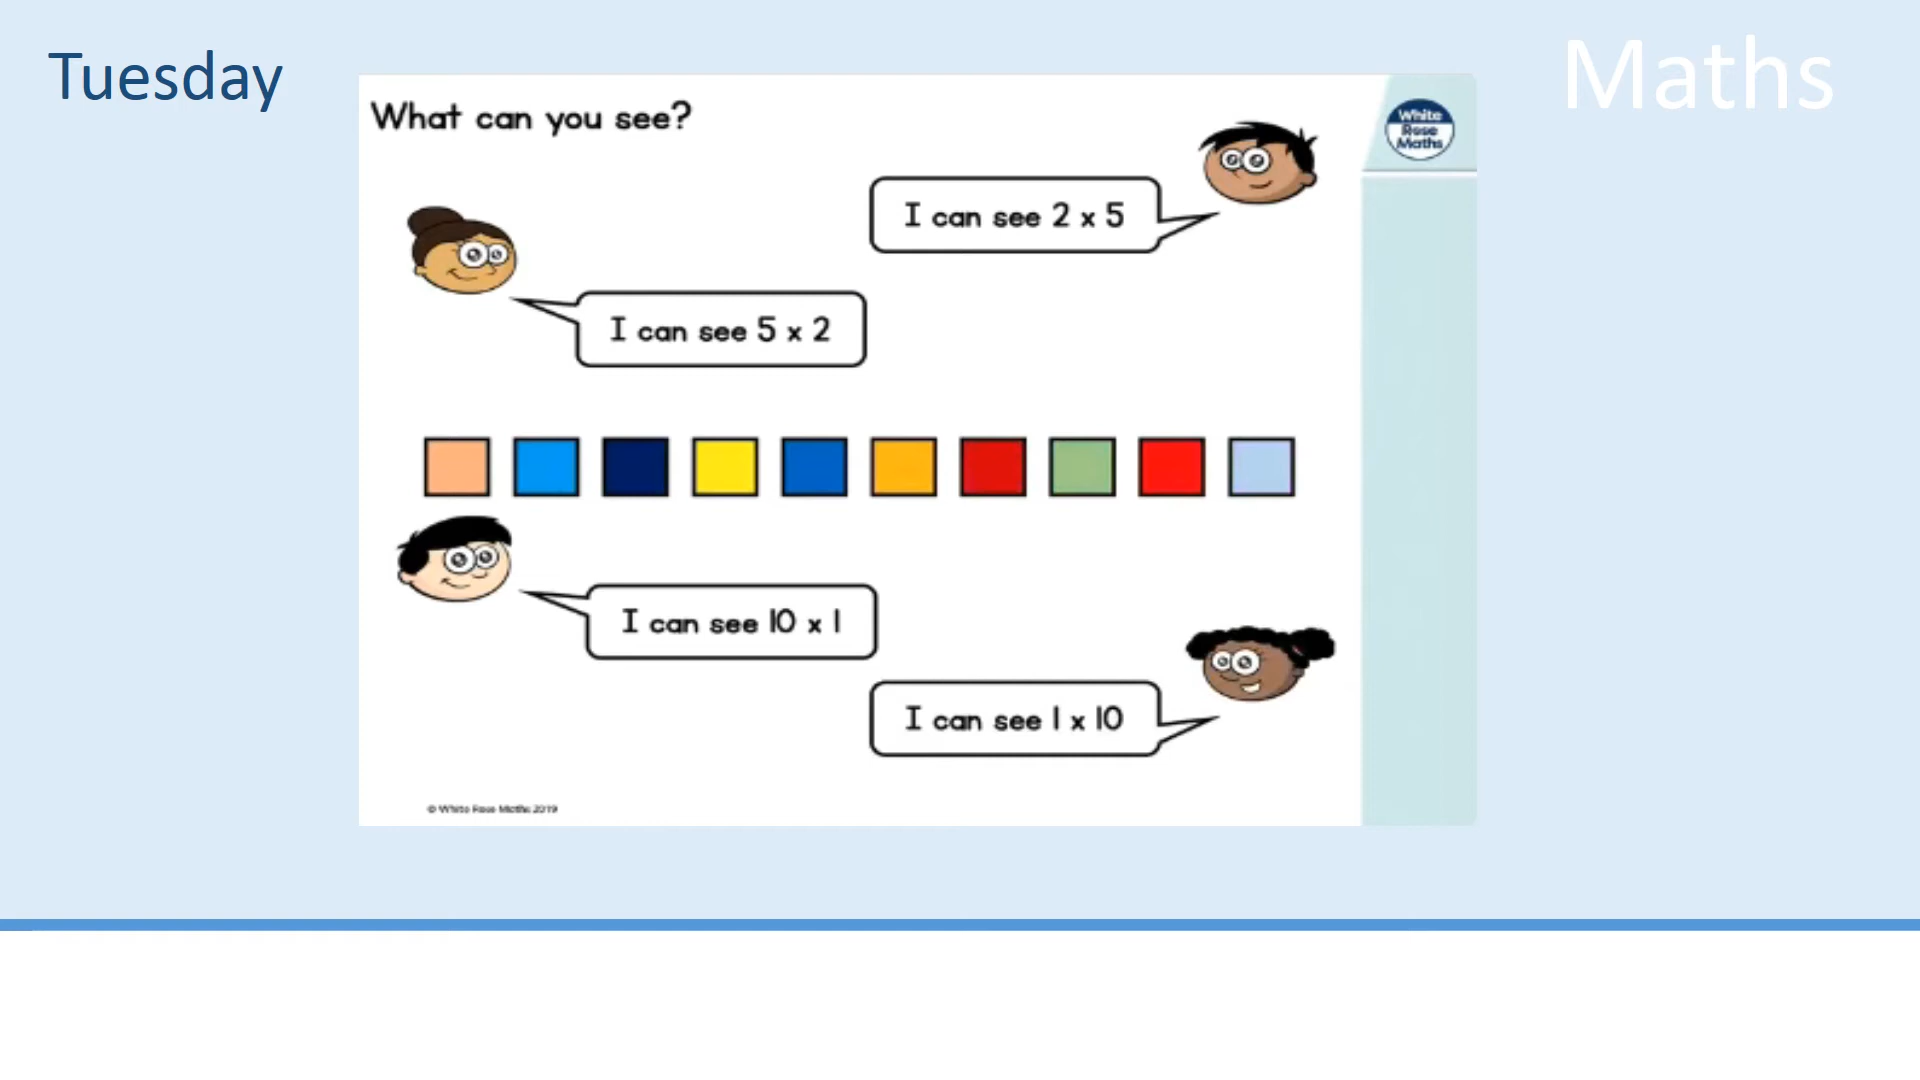 Tuesday
Maths
What can you see?
White
Rose
Maths
I can see 2 x 5
I can see 5 x 2
I can see 10 x 1
I can see 1 x 10
© White Rose Maths 2019